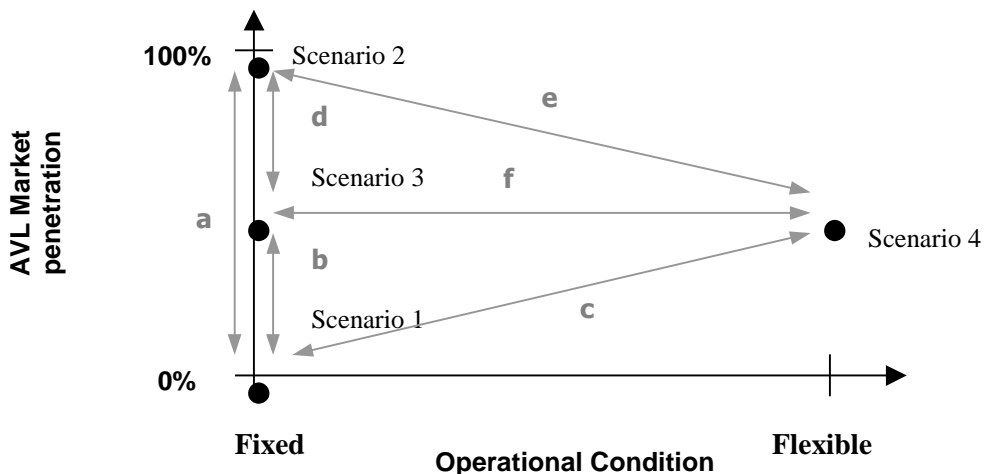 100%
Scenario 2
e
d
AVL Market
penetration
Scenario 3
f
a
Scenario 4
b
Scenario 1
c
0%
Fixed
Flexible
Operational Condition